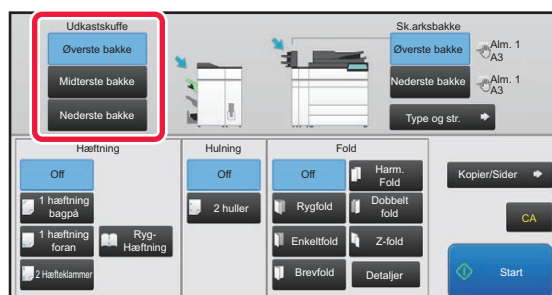 Udkastskuffe
Øverste bakke
Midterste bakke
Nederste bakke
Sk.arksbakke
Øverste bakke
Alm. 1
A3
Nederste bakke
Alm. 1
A3
Type og str.
Hæftning
Off
1 hæftning
bagpå
1 hæftning
foran
Ryg-
Hæftning
2 Hæfteklammer
Hulning
Off
2 huller
Fold
Off
Harm.
Fold
Rygfold
Dobbelt
fold
Enkeltfold
Z-fold
Brevfold
Detaljer
Kopier/Sider
CA
Start